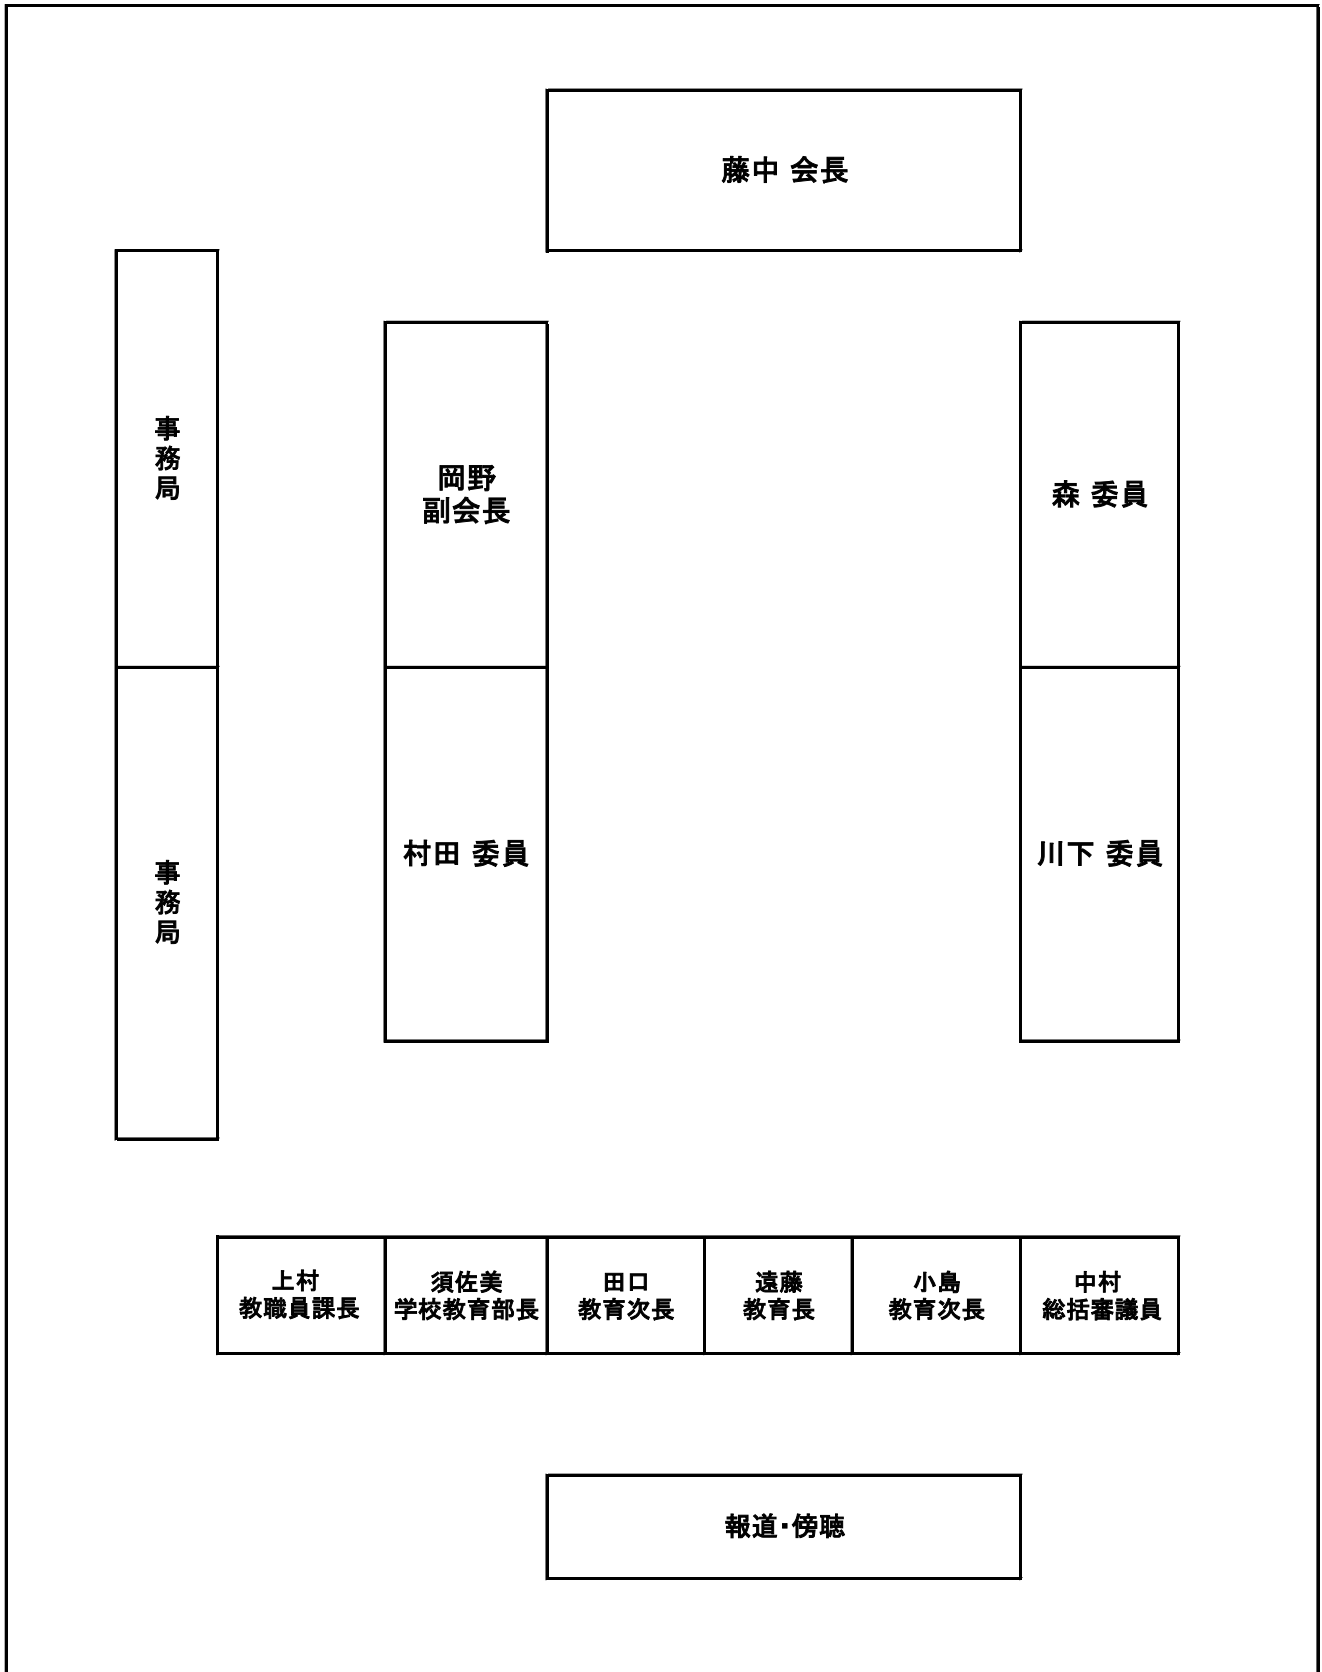 藤中 会長
事務局
岡野
副会長
森 委員
事務局
村田 委員
川下 委員
上村
教職員課長
須佐美
学校教育部長
田口
教育次長
遠藤
教育長
小島
教育次長
中村
総括審議員
報道・傍聴